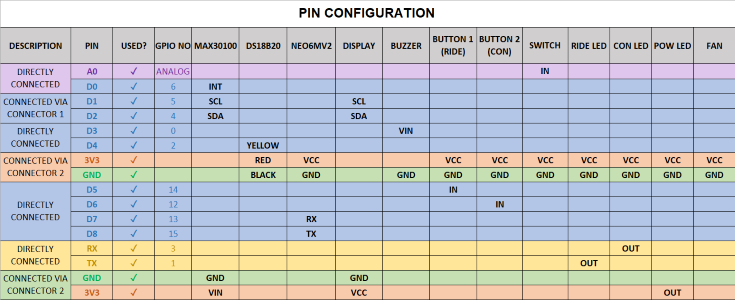 PIN CONFIGURATION
DESCRIPTION PIN USED? GPIO NO MAX30100 DS18B20 NEO6MV2 DISPLAY BUZZER BUTTON 1 (RIDE) BUTTON 2 (CON) SWITCH RIDE LED CON LED POW LED FAN
DIRECTLY CONNECTED A0 ✓ ANALOG IN
D0 ✓ 6 INT
CONNECTED VIA CONNECTOR 1 D1 ✓ 5 SCL SCL
D2 ✓ 4 SDA SDA
DIRECTLY CONNECTED D3 ✓ 0 VIN
D4 ✓ 2 YELLOW
CONNECTED VIA CONNECTOR 2 3V3 ✓ RED VCC VCC VCC VCC VCC VCC VCC VCC
GND ✓ BLACK GND GND GND GND GND GND GND GND GND
DIRECTLY CONNECTED D5 ✓ 14 IN
D6 ✓ 12 IN
D7 ✓ 13 RX
D8 ✓ 15 TX
DIRECTLY CONNECTED RX ✓ 3 OUT
TX ✓ 1 OUT
CONNECTED VIA CONNECTOR 2 GND ✓ GND GND
3V3 ✓ VIN VCC OUT